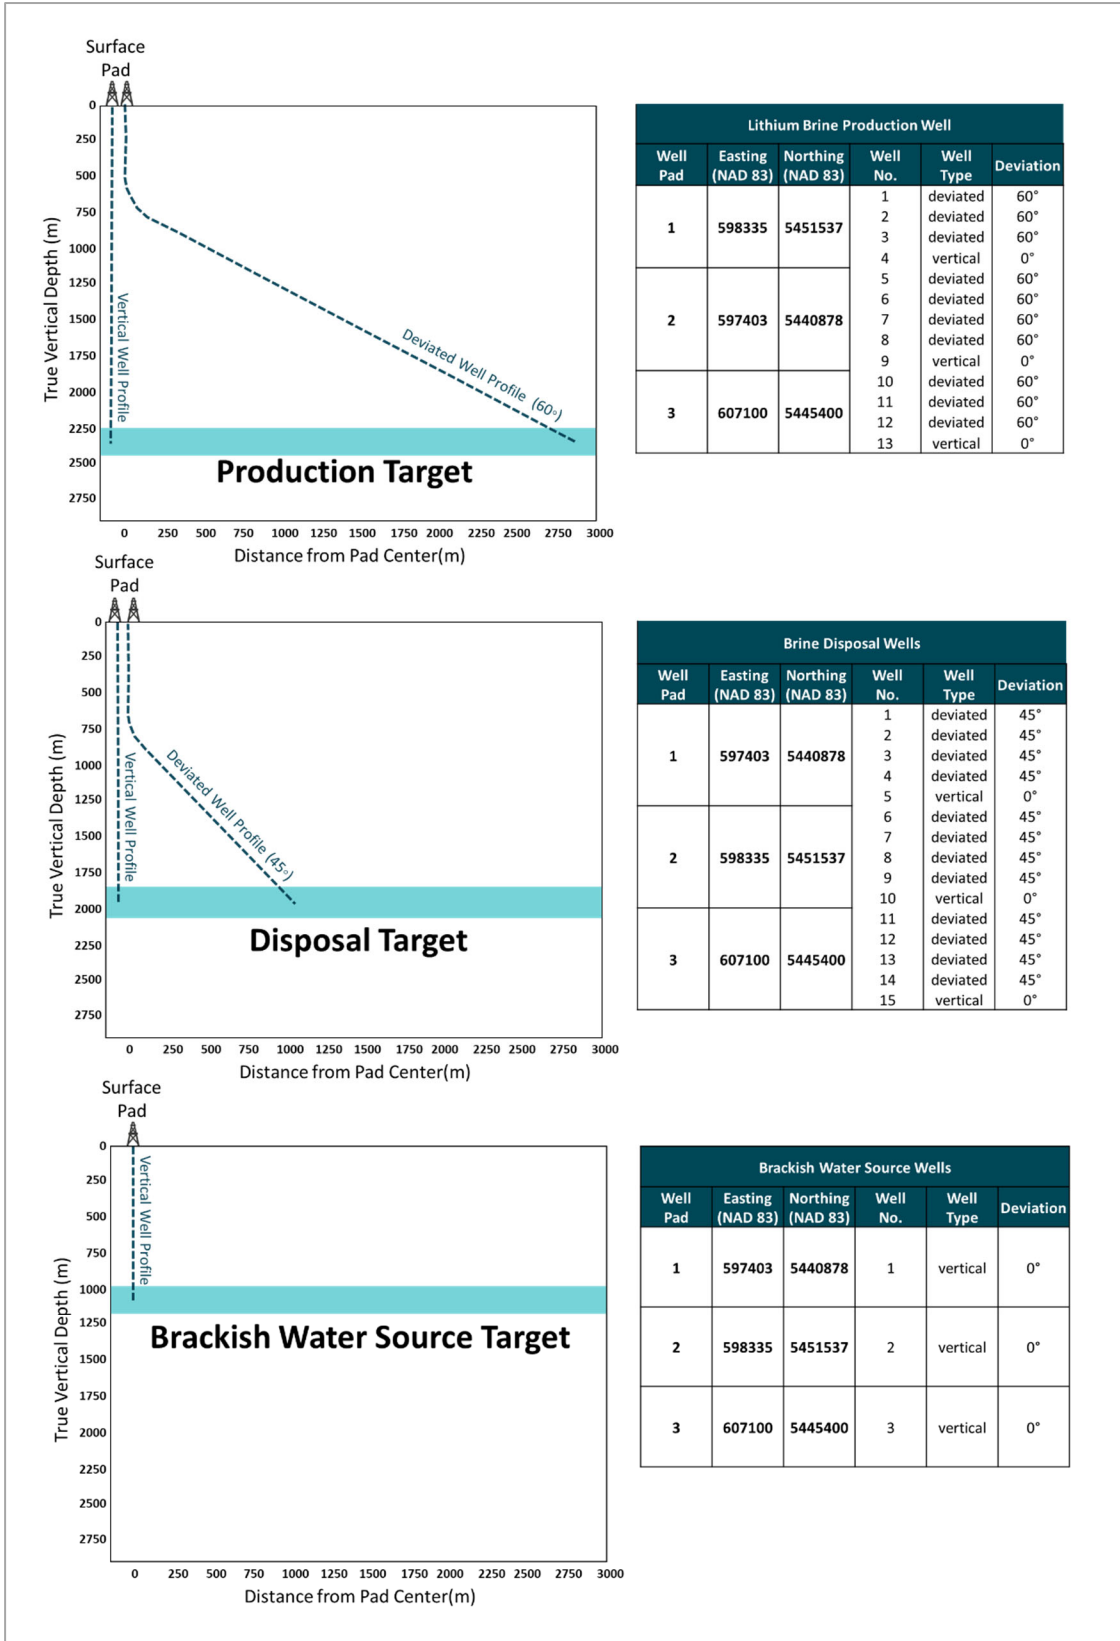 Surface
Pad
0
250
500
750
1000
1250
1500
1750
2000
2250
2500
2750
True Vertical Depth (m)
Vertical Well Profile
Deviated Well Profile (60°)
Production Target
0 250 500 750 1000 1250 1500 1750 2000 2250 2500 2750 3000
Distance from Pad Center(m)
Lithium Brine Production Well
Well Pad Easting (NAD 83) Northing (NAD 83) Well No. Well Type Deviation
1 598335 5451537
1 deviated 60°
2 deviated 60°
3 deviated 60°
4 vertical 0°
2 597403 5440878
5 deviated 60°
6 deviated 60°
7 deviated 60°
8 deviated 60°
9 vertical 0°
3 607100 5445400
10 deviated 60°
11 deviated 60°
12 deviated 60°
13 vertical 0°
Surface
Pad
0
250
500
750
1000
1250
1500
1750
2000
2250
2500
2750
True Vertical Depth (m)
Vertical Well Profile
Deviated Well Profile (45°)
Disposal Target
0 250 500 750 1000 1250 1500 1750 2000 2250 2500 2750 3000
Distance from Pad Center(m)
Brine Disposal Wells
Well Pad Easting (NAD 83) Northing (NAD 83) Well No. Well Type Deviation
1 597403 5440878
1 deviated 45°
2 deviated 45°
3 deviated 45°
4 deviated 45°
5 vertical 0°
2 598335 5451537
6 deviated 45°
7 deviated 45°
8 deviated 45°
9 deviated 45°
10 vertical 0°
3 607100 5445400
11 deviated 45°
12 deviated 45°
13 deviated 45°
14 deviated 45°
15 vertical 0°
Surface
Pad
0
250
500
750
1000
1250
1500
1750
2000
2250
2500
2750
True Vertical Depth (m)
Vertical Well Profile
Brackish Water Source Target
0 250 500 750 1000 1250 1500 1750 2000 2250 2500 2750 3000
Distance from Pad Center(m)
Brackish Water Source Wells
Well Pad Easting (NAD 83) Northing (NAD 83) Well No. Well Type Deviation
1 597403 5440878 1 vertical 0°
2 598335 5451537 2 vertical 0°
3 607100 5445400 3 vertical 0°